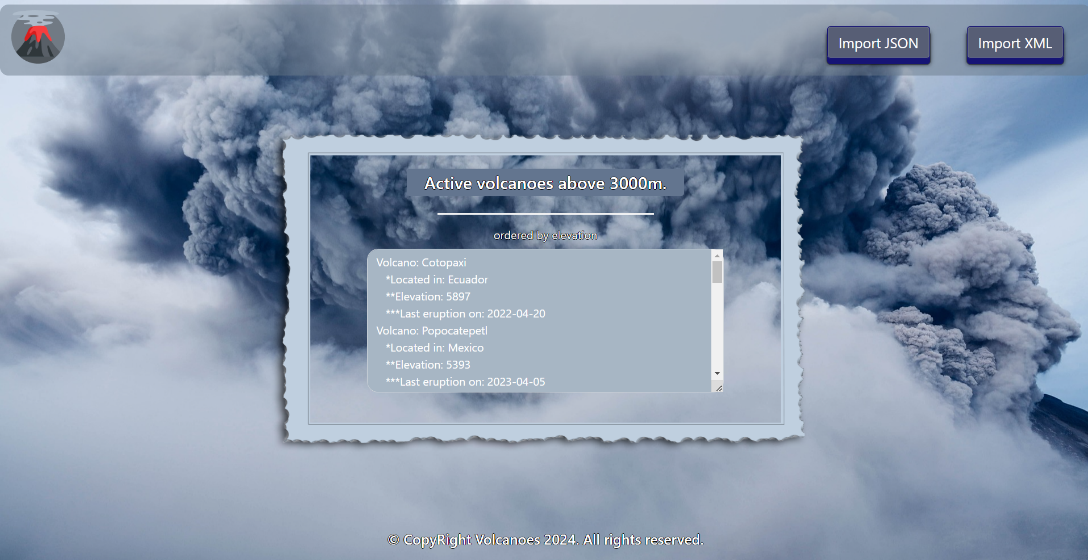 Import JSON
Import XML
Active volcanoes above 3000m.
ordered by elevation
Volcano: Cotopaxi
*Located in: Ecuador
**Elevation: 5897
***Last eruption on: 2022-04-20
Volcano: Popocatepetl
*Located in: Mexico
**Elevation: 5393
***Last eruption on: 2023-04-05
© CopyRight Volcanoes 2024. All rights reserved.